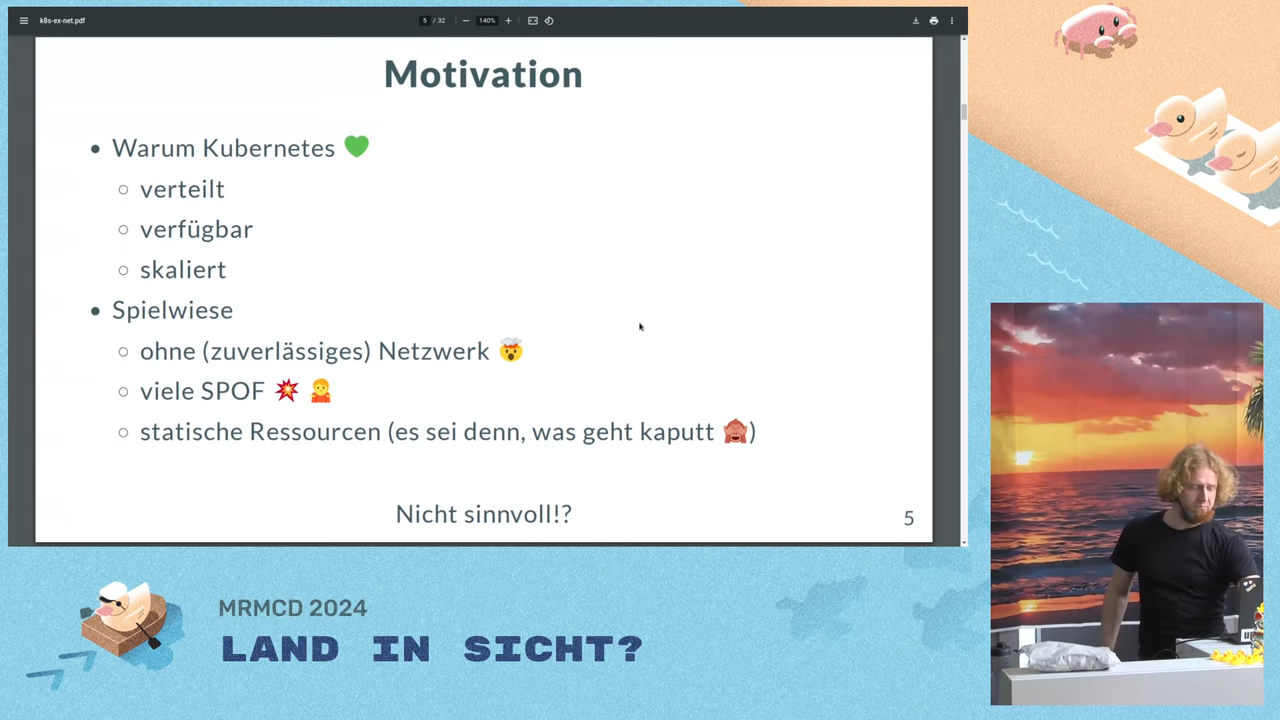 k8s-ex-net.pdf
5 / 32
140%
Motivation
Warum Kubernetes 💚
verteilt
verfügbar
skaliert
Spielwiese
ohne (zuverlässiges) Netzwerk 🤯
viele SPOF 💥 🤷
statische Ressourcen (es sei denn, was geht kaputt 🙈)
Nicht sinnvoll!?
5
MRMCD 2024
LAND IN SICHT?